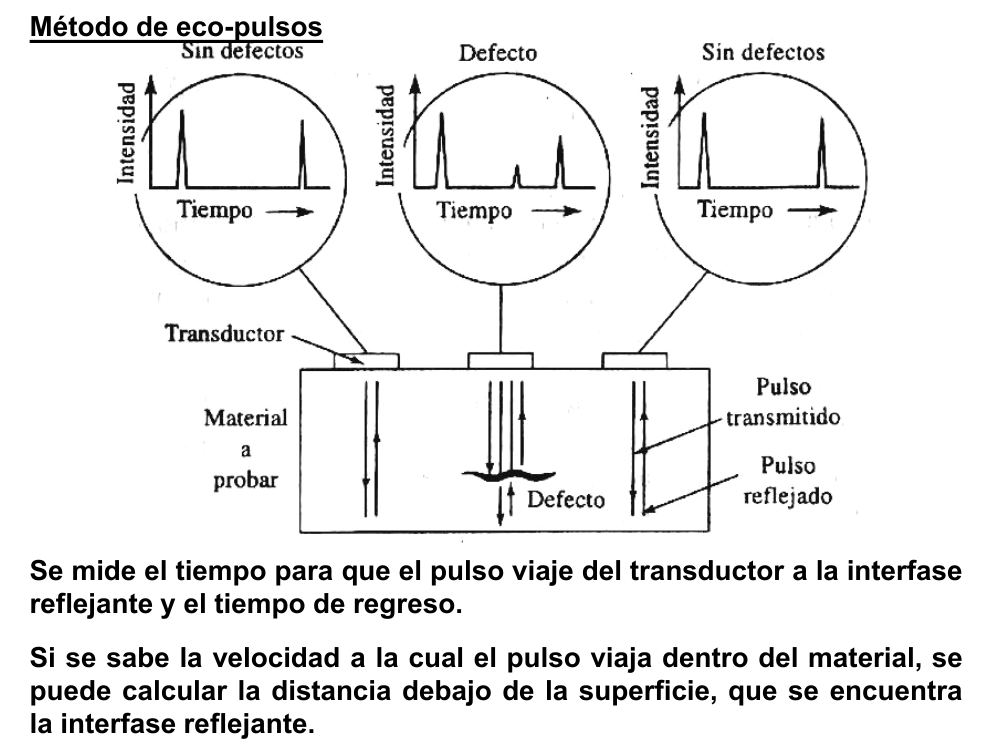 Método de eco-pulsos
Sin defectos
Defecto
Sin defectos
Intensidad
Intensidad
Intensidad
Tiempo
Tiempo
Tiempo
Transductor
Material
a
probar
Defecto
Pulso
transmitido
Pulso
reflejado
Se mide el tiempo para que el pulso viaje del transductor a la interfase
reflejante y el tiempo de regreso.
Si se sabe la velocidad a la cual el pulso viaja dentro del material, se
puede calcular la distancia debajo de la superficie, que se encuentra
la interfase reflejante.